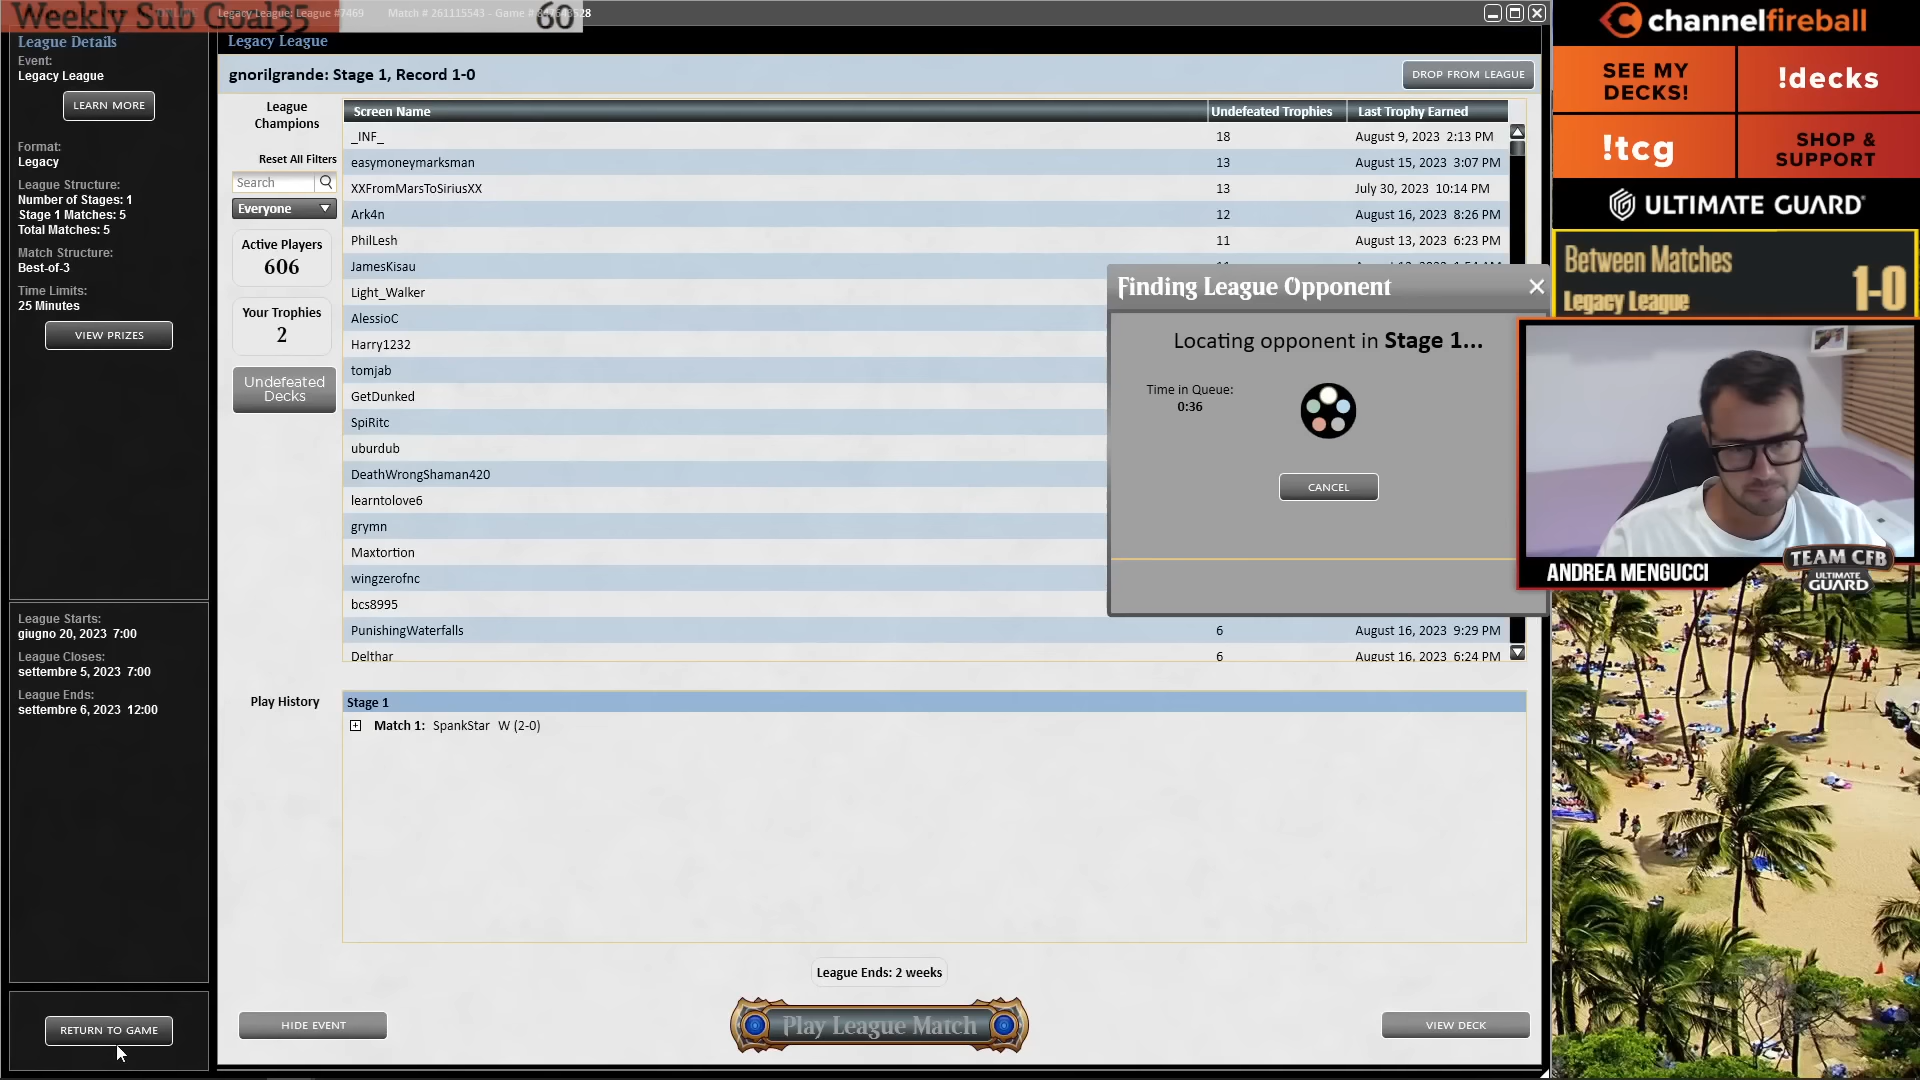 Weekly Sub Goal 35
60
Legacy League: League #7469
Match # 261115543 - Game #
League Details
Event:
Legacy League
LEARN MORE
Format:
Legacy
League Structure:
Number of Stages: 1
Stage 1 Matches: 5
Total Matches: 5
Match Structure:
Best-of-3
Time Limits:
25 Minutes
VIEW PRIZES
League Starts:
giugno 20, 2023 7:00
League Closes:
settembre 5, 2023 7:00
League Ends:
settembre 6, 2023 12:00
RETURN TO GAME
Legacy League
gnorilgrande: Stage 1, Record 1-0
DROP FROM LEAGUE
League
Champions
Reset All Filters
Search
Everyone
Active Players
606
Your Trophies
2
Undefeated
Decks
Screen Name Undefeated Trophies Last Trophy Earned
_INF_ 18 August 9, 2023 2:13 PM
easymoneymarksman 13 August 15, 2023 3:07 PM
XXFromMarsToSiriusXX 13 July 30, 2023 10:14 PM
Ark4n 12 August 16, 2023 8:26 PM
PhilLesh 11 August 13, 2023 6:23 PM
JamesKisau
Light_Walker
AlessioC
Harry1232
tomjab
GetDunked
SpiRitc
uburdub
DeathWrongShaman420
learntolove6
grymn
Maxtortion
wingzerofnc
bcs8995
PunishingWaterfalls 6 August 16, 2023 9:29 PM
Delthar 6 August 16, 2023 6:24 PM
Finding League Opponent
Locating opponent in Stage 1...
Time in Queue:
0:36
CANCEL
Play History
Stage 1
Match 1: SpankStar W (2-0)
League Ends: 2 weeks
HIDE EVENT
Play League Match
VIEW DECK
channelfireball
SEE MY
DECKS!
!decks
!tcg
SHOP &
SUPPORT
ULTIMATE GUARD
Between Matches
Legacy League
1-0
ANDREA MENGUCCI
TEAM CFB
ULTIMATE
GUARD